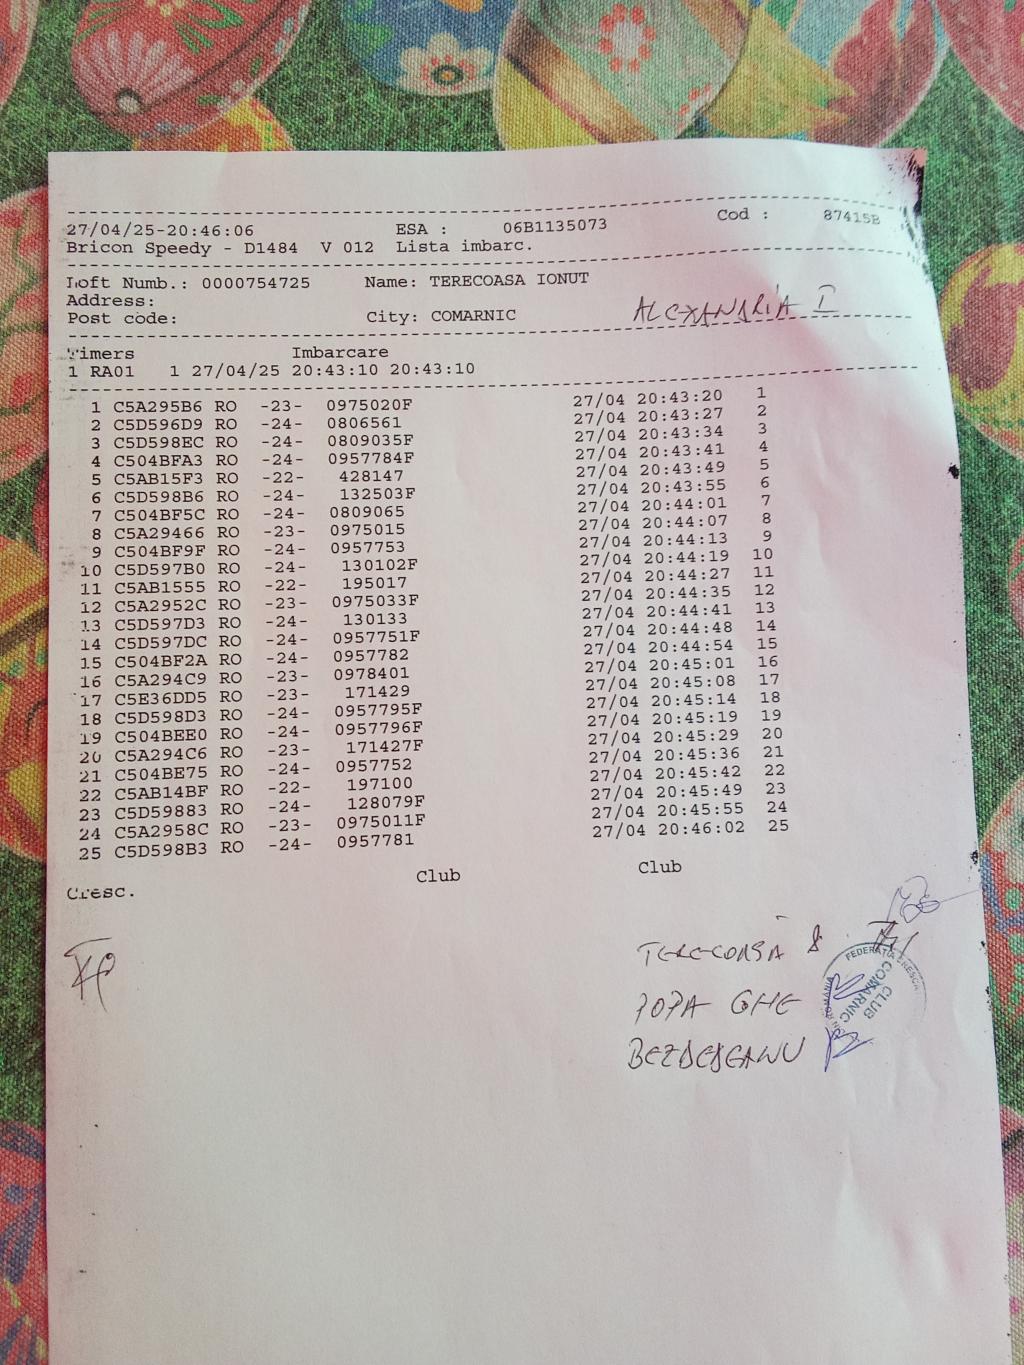 27/04/25-20:46:06 ESA : 06B1135073 Cod : 87415B
Bricon Speedy - D1484 V 012 Lista imbarc.
Loft Numb.: 0000754725 Name: TERECOASA IONUT
Address:
Post code: City: COMARNIC ALEXANDRIA I
Timers Imbarcare
1 RA01 1 27/04/25 20:43:10 20:43:10
1 C5A295B6 RO -23- 0975020F 27/04 20:43:20 1
2 C5D596D9 RO -24- 0806561 27/04 20:43:27 2
3 C5D598EC RO -24- 0809035F 27/04 20:43:34 3
4 C504BFA3 RO -24- 0957784F 27/04 20:43:41 4
5 C5AB15F3 RO -22- 428147 27/04 20:43:49 5
6 C5D598B6 RO -24- 132503F 27/04 20:43:55 6
7 C504BF5C RO -24- 0809065 27/04 20:44:01 7
8 C5A29466 RO -23- 0975015 27/04 20:44:07 8
9 C504BF9F RO -24- 0957753 27/04 20:44:13 9
10 C5D597B0 RO -24- 130102F 27/04 20:44:19 10
11 C5AB1555 RO -22- 195017 27/04 20:44:27 11
12 C5A2952C RO -23- 0975033F 27/04 20:44:35 12
13 C5D597D3 RO -24- 130133 27/04 20:44:41 13
14 C5D597DC RO -24- 0957751F 27/04 20:44:48 14
15 C504BF2A RO -24- 0957782 27/04 20:44:54 15
16 C5A294C9 RO -23- 0978401 27/04 20:45:01 16
17 C5E36DD5 RO -23- 171429 27/04 20:45:08 17
18 C5D598D3 RO -24- 0957795F 27/04 20:45:14 18
19 C504BEE0 RO -24- 0957796F 27/04 20:45:19 19
20 C5A294C6 RO -23- 171427F 27/04 20:45:29 20
21 C504BE75 RO -24- 0957752 27/04 20:45:36 21
22 C5AB14BF RO -22- 197100 27/04 20:45:42 22
23 C5D59883 RO -24- 128079F 27/04 20:45:49 23
24 C5A2958C RO -23- 0975011F 27/04 20:45:55 24
25 C5D598B3 RO -24- 0957781 27/04 20:46:02 25
Cresc. Club Club
TERECOASĂ
POPA GHE
BEZDEDEANU
CLUB
COMARNIC